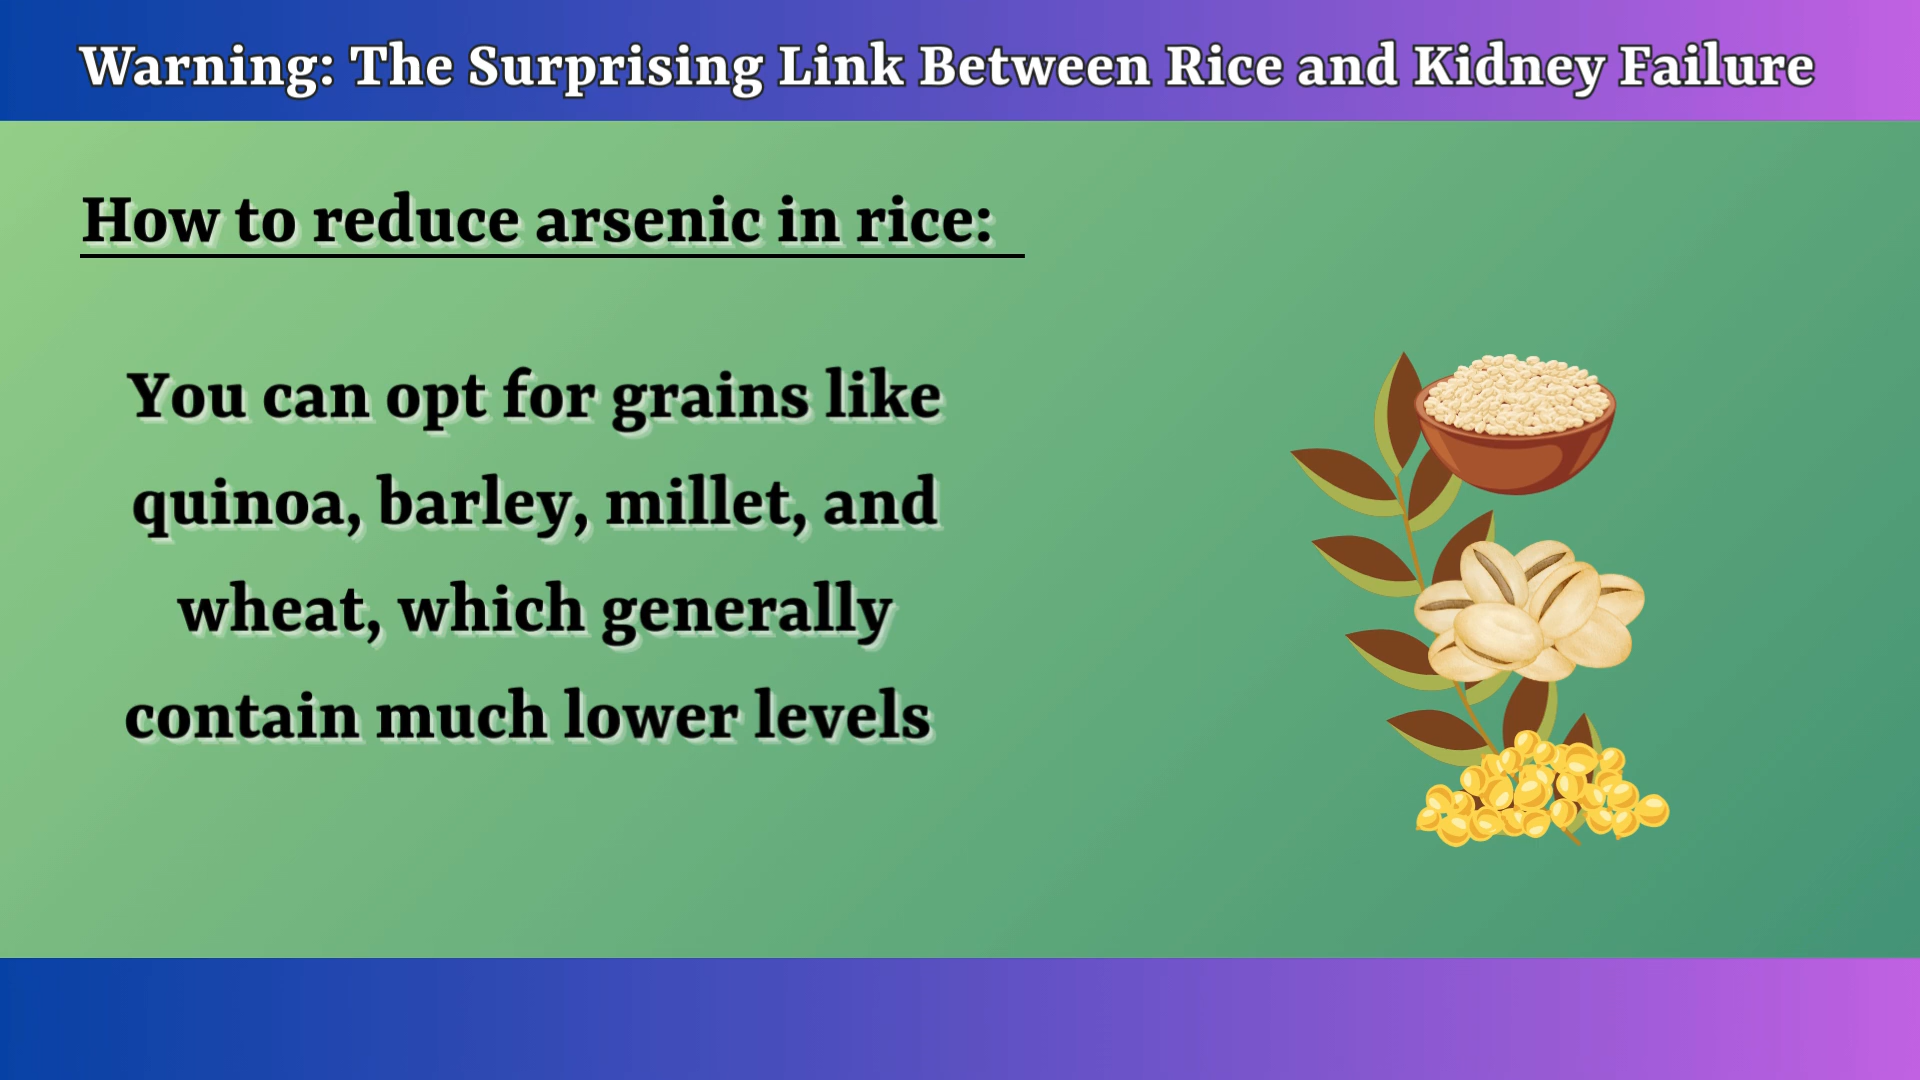 Warning: The Surprising Link Between Rice and Kidney Failure
How to reduce arsenic in rice:
You can opt for grains like
quinoa, barley, millet, and
wheat, which generally
contain much lower levels